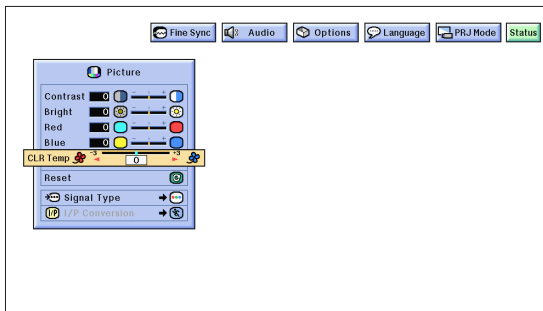 Fine Sync Audio Options Language PRJ Mode Status
Picture
Contrast 0 - +
Bright 0 - +
Red 0 - +
Blue 0 - +
CLR Temp -3 0 +3
Reset
Signal Type
I/P I/P Conversion